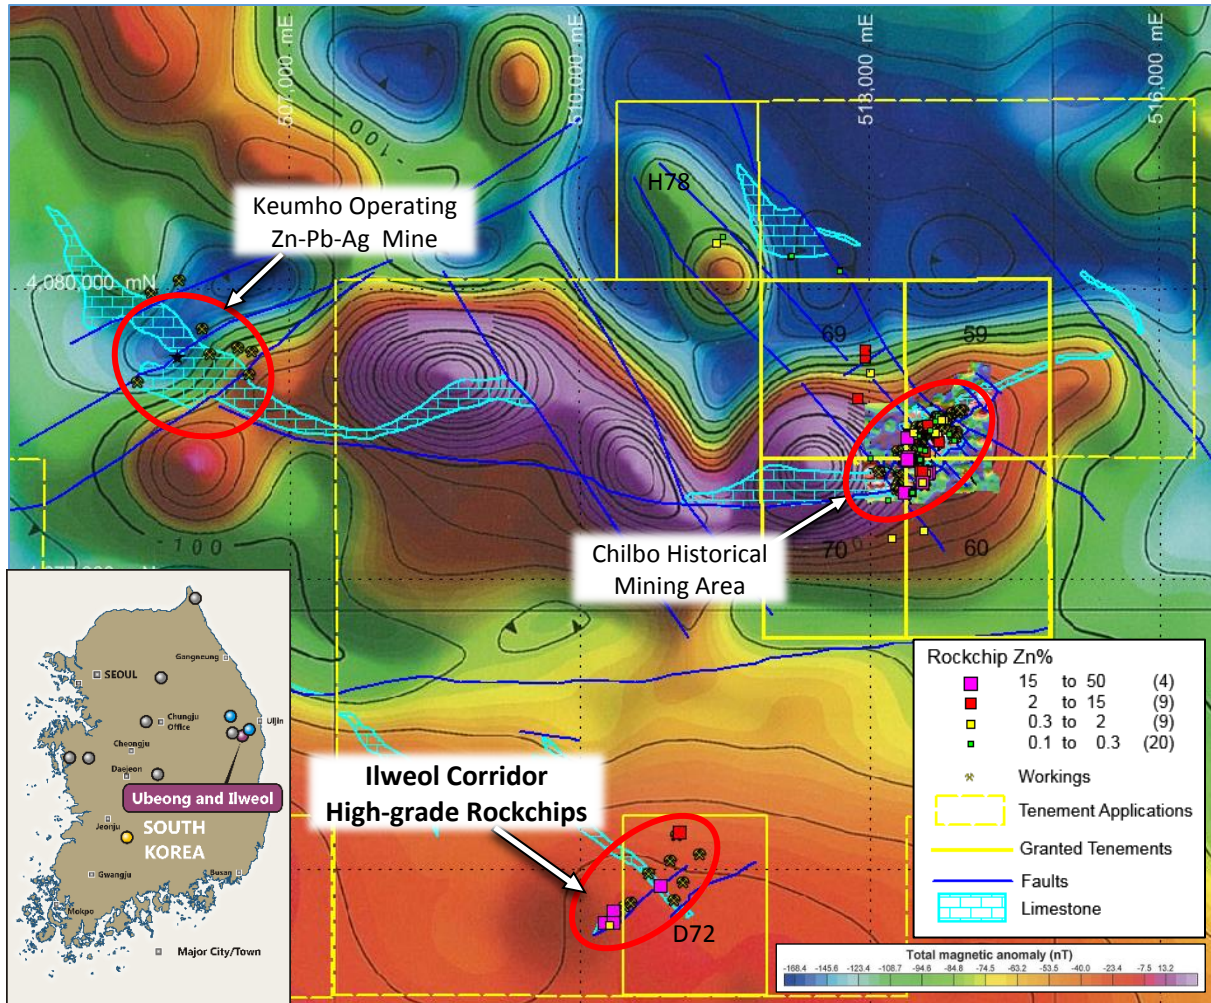 507,000 mE
510,000 mE
513,000 mE
516,000 mE
-100
-100
H78
Keumho Operating
Zn-Pb-Ag Mine
4,080,000 mN
69
59
Chilbo Historical
Mining Area
70
60
-100
0
SEOUL
Gangneung
Chungju
Office
Uljin
Cheongju
Daejeon
Ubeong and Ilweol
Jeonju
SOUTH
KOREA
Gwangju
Busan
Mokpo
Major City/Town
Ilweol Corridor
High-grade Rockchips
D72
Rockchip Zn%
15 to 50 (4)
2 to 15 (9)
0.3 to 2 (9)
0.1 to 0.3 (20)
Workings
Tenement Applications
Granted Tenements
Faults
Limestone
Total magnetic anomaly (nT)
-168.4 -145.6 -123.4 -108.7 -94.6 -84.8 -74.5 -63.2 -53.5 -40.0 -24.4 -7.5 13.2